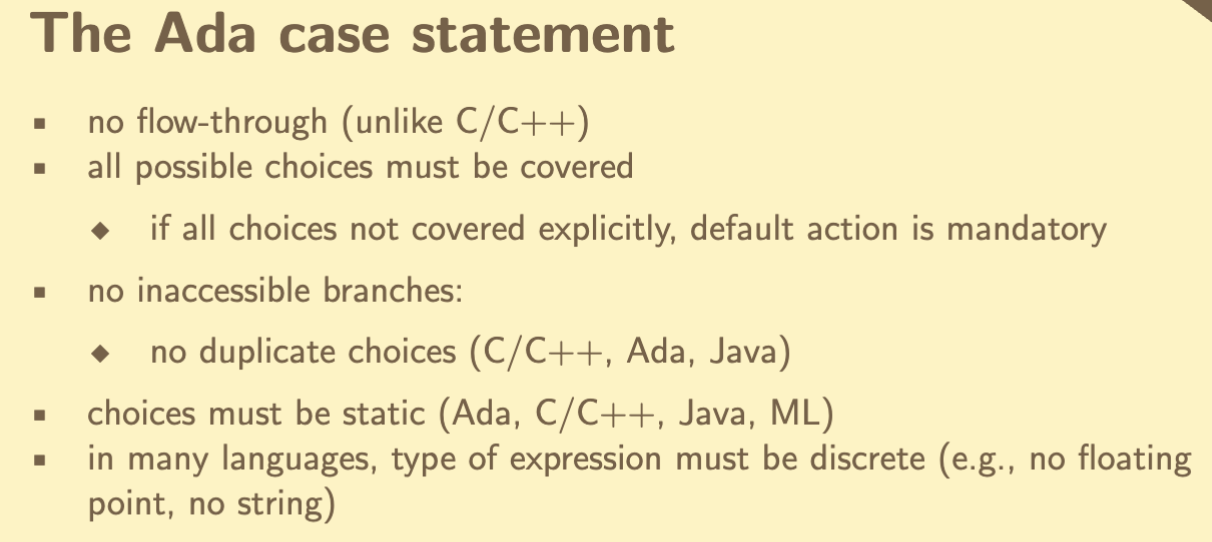 The Ada case statement
▪ no flow-through (unlike C/C++)
▪ all possible choices must be covered
◆ if all choices not covered explicitly, default action is mandatory
▪ no inaccessible branches:
◆ no duplicate choices (C/C++, Ada, Java)
▪ choices must be static (Ada, C/C++, Java, ML)
▪ in many languages, type of expression must be discrete (e.g., no floating
point, no string)